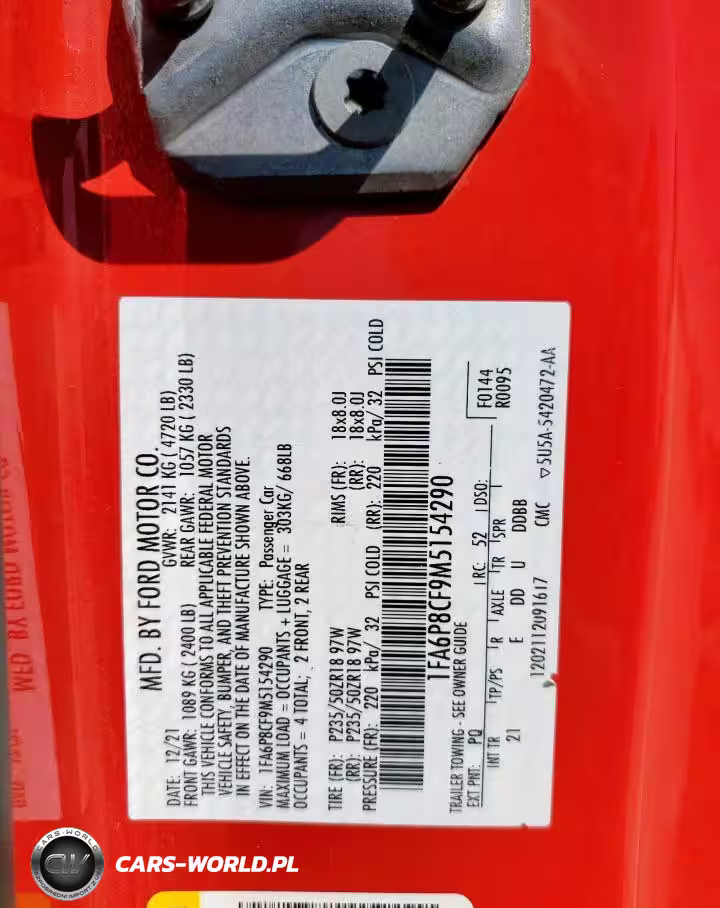 MFD. BY FORD MOTOR CO.
DATE: 12/21 GVWR: 2141 KG ( 4720 LB)
FRONT GAWR: 1089 KG ( 2400 LB) REAR GAWR: 1057 KG ( 2330 LB)
THIS VEHICLE CONFORMS TO ALL APPLICABLE FEDERAL MOTOR
VEHICLE SAFETY, BUMPER, AND THEFT PREVENTION STANDARDS
IN EFFECT ON THE DATE OF MANUFACTURE SHOWN ABOVE.
VIN: 1FA6P8CF9M5154290 TYPE: Passenger Car
MAXIMUM LOAD = OCCUPANTS + LUGGAGE = 303KG/ 668LB
OCCUPANTS = 4 TOTAL; 2 FRONT, 2 REAR
TIRE (FR): P235/50ZR18 97W RIMS (FR): 18x8.0J
(RR): P235/50ZR18 97W (RR): 18x8.0J
PRESSURE (FR): 220 kPa/ 32 PSI COLD (RR): 220 kPa/ 32 PSI COLD
1FA6P8CF9M5154290
TRAILER TOWING - SEE OWNER GUIDE F0144
EXT PNT: PQ RC: 52 DSO: R0095
INT TR TP/PS R AXLE TR SPR
21 E DD U DDBB
1202112U91617 CMC ▽5U5A-5420472-AA
CARS-WORLD
CW
CARS-WORLD.PL